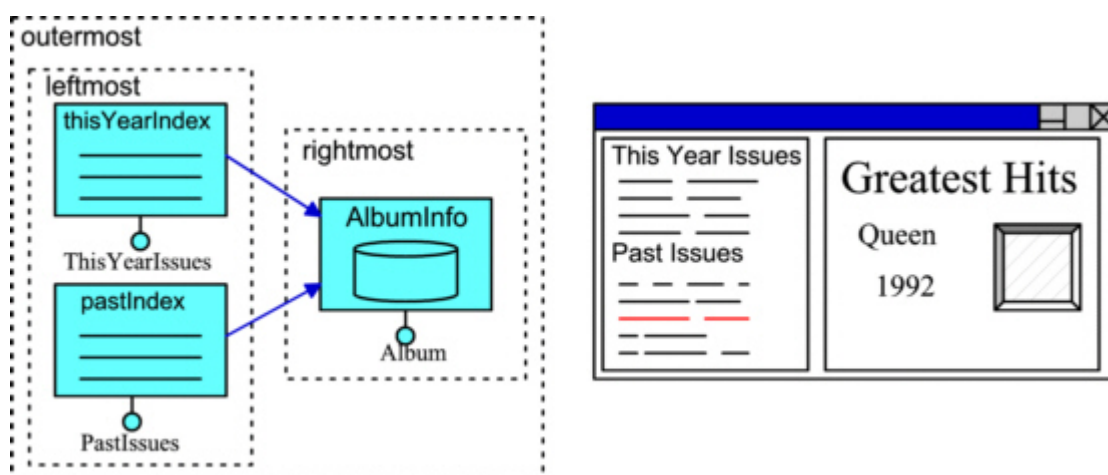 outermost
leftmost
thisYearIndex
ThisYearIssues
pastIndex
PastIssues
rightmost
AlbumInfo
Album
This Year Issues
Past Issues
Greatest Hits
Queen
1992